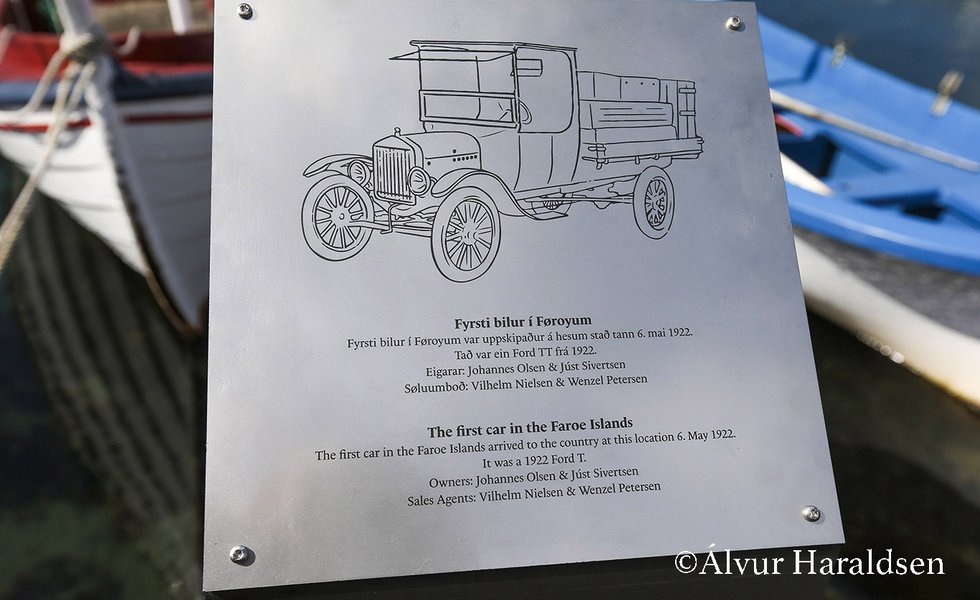 Fyrsti bilur í Føroyum
Fyrsti bilur í Føroyum var uppskipaður á hesum stað tann 6. mai 1922.
Tað var ein Ford TT frá 1922.
Eigarar: Johannes Olsen & Júst Sivertsen
Søluumboð: Vilhelm Nielsen & Wenzel Petersen
The first car in the Faroe Islands
The first car in the Faroe Islands arrived to the country at this location 6. May 1922.
It was a 1922 Ford T.
Owners: Johannes Olsen & Júst Sivertsen
Sales Agents: Vilhelm Nielsen & Wenzel Petersen
©Álvur Haraldsen